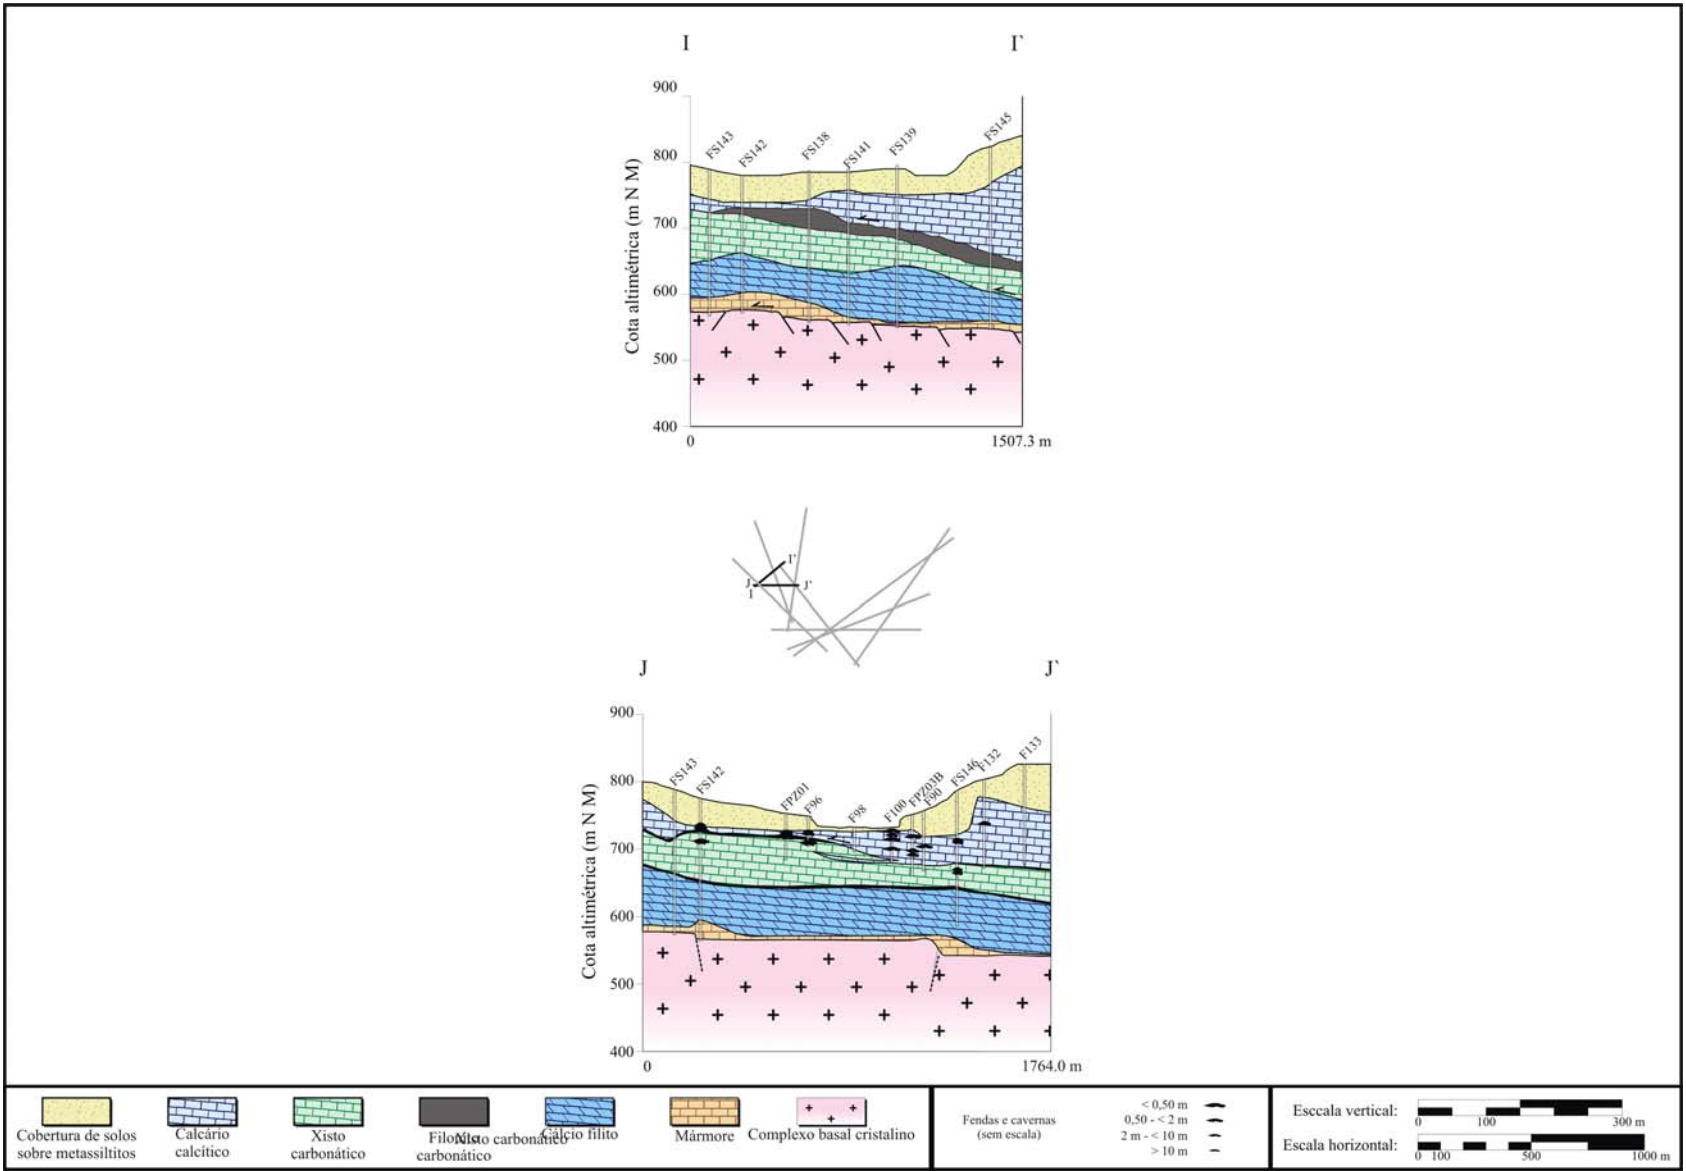 I I`
900
800
700
600
500
400
Cota altimétrica (m N M)
FS143
FS142
FS138
FS141
FS139
FS145
0 1507.3 m
I'
J J'
I
J J`
900
800
700
600
500
400
Cota altimétrica (m N M)
FS143
FS142
FPZ01
F96
F98
F100
FPZ03B
F90
FS146
F132
F133
0 1764.0 m
Cobertura de solos
sobre metassiltitos
Calcário
calcítico
Xisto
carbonático
carbonático
Xisto carbonático
Cálcio filito
Mármore
Complexo basal cristalino
Fendas e cavernas
(sem escala)
< 0,50 m
0,50 - < 2 m
2 m - < 10 m
> 10 m
Esccala vertical:
0 100 300 m
Escala horizontal:
0 100 500 1000 m